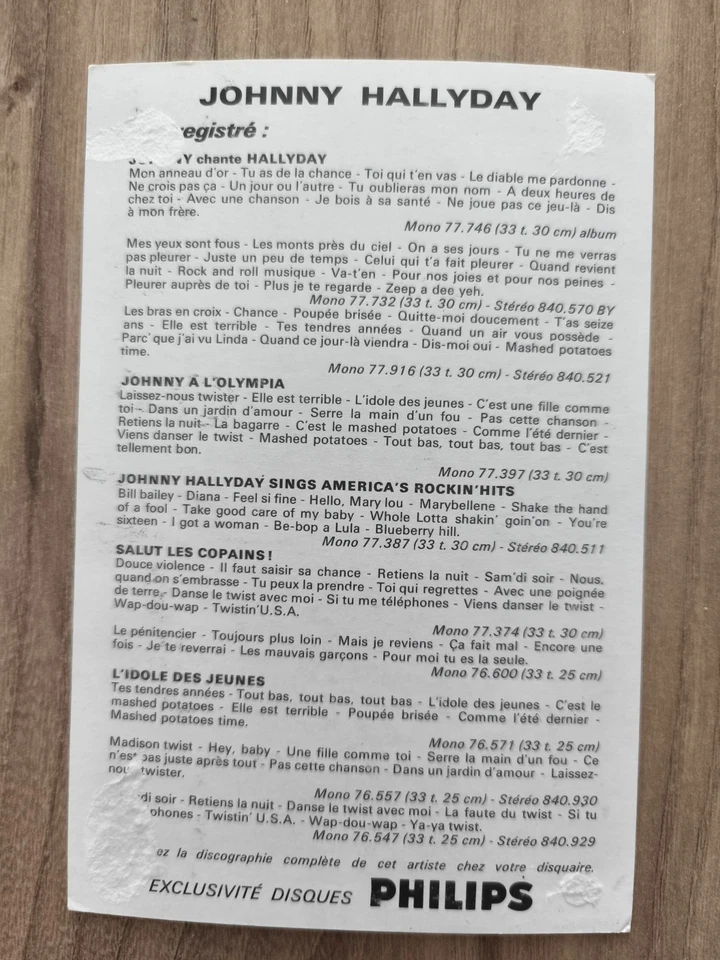 JOHNNY HALLYDAY
registré :
JOHNNY chante HALLYDAY
Mon anneau d'or - Tu as de la chance - Toi qui t'en vas - Le diable me pardonne -
Ne crois pas ça - Un jour ou l'autre - Tu oublieras mon nom - A deux heures de
chez toi - Avec une chanson - Je bois à sa santé - Ne joue pas ce jeu-là - Dis
à mon frère.
Mono 77.746 (33 t. 30 cm) album
Mes yeux sont fous - Les monts près du ciel - On a ses jours - Tu ne me verras
pas pleurer - Juste un peu de temps - Celui qui t'a fait pleurer - Quand revient
la nuit - Rock and roll musique - Va-t'en - Pour nos joies et pour nos peines -
Pleurer auprès de toi - Plus je te regarde - Zeep a dee yeh.
Mono 77.732 (33 t. 30 cm) - Stéréo 840.570 BY
Les bras en croix - Chance - Poupée brisée - Quitte-moi doucement - T'as seize
ans - Elle est terrible - Tes tendres années - Quand un air vous possède -
Parc'que j'ai vu Linda - Quand ce jour-là viendra - Dis-moi oui - Mashed potatoes
time.
Mono 77.916 (33 t. 30 cm) - Stéréo 840.521
JOHNNY A L'OLYMPIA
Laissez-nous twister - Elle est terrible - L'idole des jeunes - C'est une fille comme
toi - Dans un jardin d'amour - Serre la main d'un fou - Pas cette chanson -
Retiens la nuit - La bagarre - C'est le mashed potatoes - Comme l'été dernier -
Viens danser le twist - Mashed potatoes - Tout bas, tout bas, tout bas - C'est
tellement bon.
Mono 77.397 (33 t. 30 cm)
JOHNNY HALLYDAY SINGS AMERICA'S ROCKIN'HITS
Bill bailey - Diana - Feel si fine - Hello, Mary lou - Marybellene - Shake the hand
of a fool - Take good care of my baby - Whole Lotta shakin' goin'on - You're
sixteen - I got a woman - Be-bop a Lula - Blueberry hill.
Mono 77.387 (33 t. 30 cm) - Stéréo 840.511
SALUT LES COPAINS !
Douce violence - Il faut saisir sa chance - Retiens la nuit - Sam'di soir - Nous,
quand on s'embrasse - Tu peux la prendre - Toi qui regrettes - Avec une poignée
de terre - Danse le twist avec moi - Si tu me téléphones - Viens danser le twist -
Wap-dou-wap - Twistin'U.S.A.
Mono 77.374 (33 t. 30 cm)
Le pénitencier - Toujours plus loin - Mais je reviens - Ça fait mal - Encore une
fois - Je te reverrai - Les mauvais garçons - Pour moi tu es la seule.
Mono 76.600 (33 t. 25 cm)
L'IDOLE DES JEUNES
Tes tendres années - Tout bas, tout bas, tout bas - L'idole des jeunes - C'est le
mashed potatoes - Elle est terrible - Poupée brisée - Comme l'été dernier -
Mashed potatoes time.
Mono 76.571 (33 t. 25 cm)
Madison twist - Hey, baby - Une fille comme toi - Serre la main d'un fou - Ce
n'est pas juste après tout - Pas cette chanson - Dans un jardin d'amour - Laissez-
nous twister.
Mono 76.557 (33 t. 25 cm) - Stéréo 840.930
di soir - Retiens la nuit - Danse le twist avec moi - La faute du twist - Si tu
phones - Twistin' U.S.A. - Wap-dou-wap - Ya-ya twist.
Mono 76.547 (33 t. 25 cm) - Stéréo 840.929
ez la discographie complète de cet artiste chez votre disquaire.
EXCLUSIVITÉ DISQUES PHILIPS